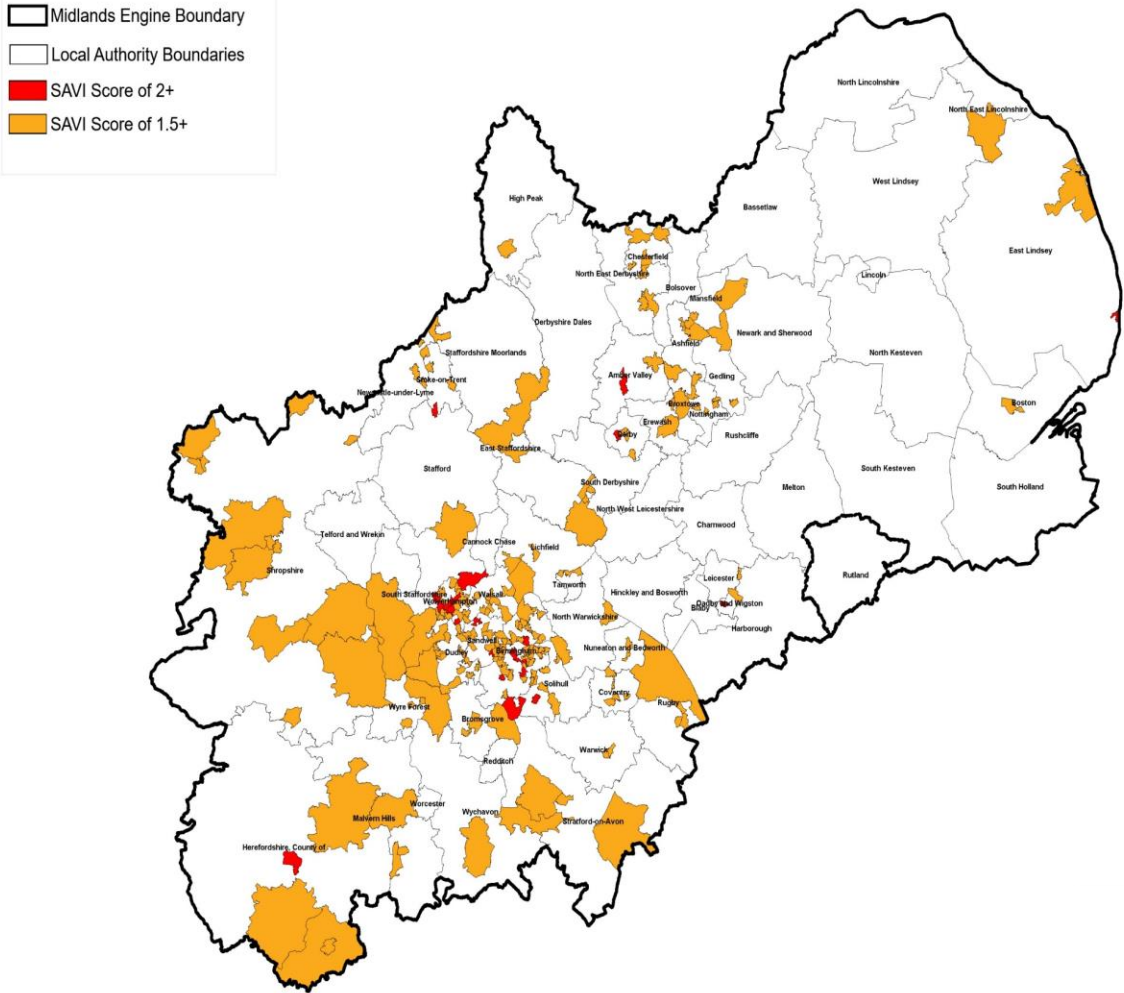 Midlands Engine Boundary
Local Authority Boundaries
SAVI Score of 2+
SAVI Score of 1.5+
North Lincolnshire
North East Lincolnshire
West Lindsey
High Peak
Bassetlaw
East Lindsey
Chesterfield
North East Derbyshire
Lincoln
Bolsover
Mansfield
Derbyshire Dales
Newark and Sherwood
Ashfield
Staffordshire Moorlands
North Kesteven
Amber Valley
Gedling
Stoke-on-Trent
Newcastle-under-Lyme
Broxtowe
Boston
Nottingham
Erewash
Derby
Rushcliffe
East Staffordshire
Stafford
South Kesteven
South Derbyshire
Melton
South Holland
North West Leicestershire
Charnwood
Telford and Wrekin
Cannock Chase
Lichfield
Shropshire
Rutland
Leicester
Tamworth
Hinckley and Bosworth
South Staffordshire
Walsall
Wolverhampton
Oadby and Wigston
Blaby
North Warwickshire
Harborough
Sandwell
Nuneaton and Bedworth
Dudley
Birmingham
Solihull
Coventry
Rugby
Wyre Forest
Bromsgrove
Warwick
Redditch
Worcester
Wychavon
Malvern Hills
Stratford-on-Avon
Herefordshire, County of